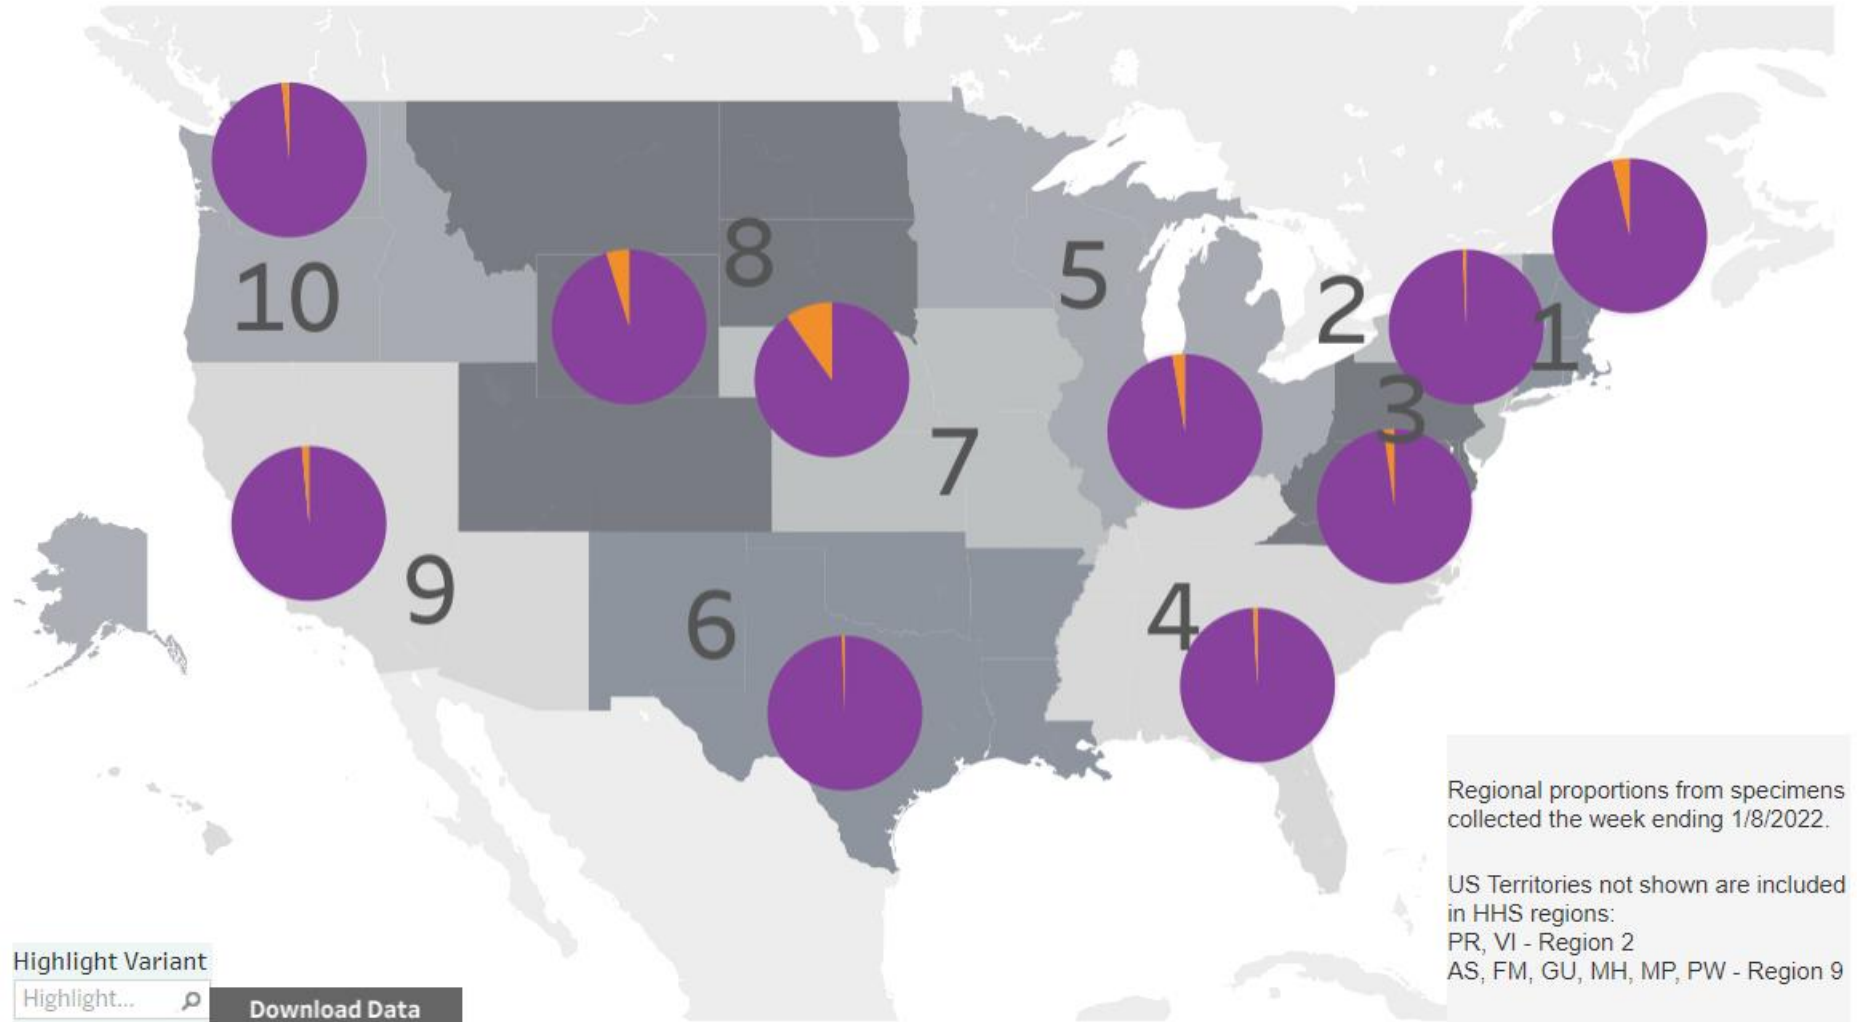 8
5
10
2
1
3
7
9
6
4
Regional proportions from specimens
collected the week ending 1/8/2022.
US Territories not shown are included
in HHS regions:
PR, VI - Region 2
AS, FM, GU, MH, MP, PW - Region 9
Highlight Variant
Highlight...
Download Data